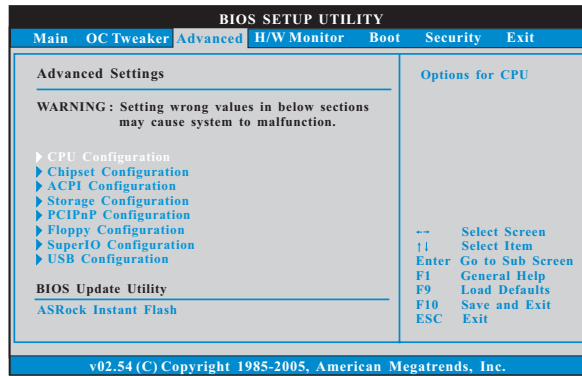 BIOS SETUP UTILITY
Main OC Tweaker Advanced H/W Monitor Boot Security Exit
Advanced Settings
WARNING : Setting wrong values in below sections
may cause system to malfunction.
CPU Configuration
Chipset Configuration
ACPI Configuration
Storage Configuration
PCIPnP Configuration
Floppy Configuration
SuperIO Configuration
USB Configuration
BIOS Update Utility
ASRock Instant Flash
Options for CPU
←→ Select Screen
↑↓ Select Item
Enter Go to Sub Screen
F1 General Help
F9 Load Defaults
F10 Save and Exit
ESC Exit
v02.54 (C) Copyright 1985-2005, American Megatrends, Inc.